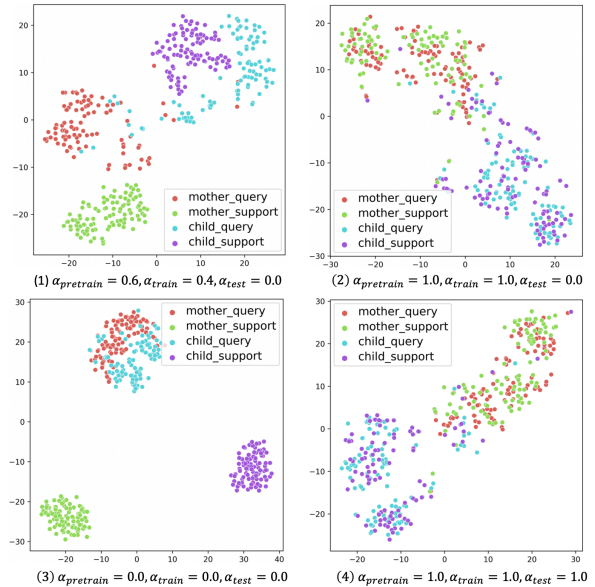 20
10
0
−10
−20
−20 −10 0 10 20
mother_query
mother_support
child_query
child_support
(1) α_pretrain = 0.6, α_train = 0.4, α_test = 0.0
20
10
0
−10
−20
−30
−30 −20 −10 0 10 20
mother_query
mother_support
child_query
child_support
(2) α_pretrain = 1.0, α_train = 1.0, α_test = 0.0
30
20
10
0
−10
−20
−30
−20 −10 0 10 20 30 40
mother_query
mother_support
child_query
child_support
(3) α_pretrain = 0.0, α_train = 0.0, α_test = 0.0
30
20
10
0
−10
−20
−20 −10 0 10 20 30
mother_query
mother_support
child_query
child_support
(4) α_pretrain = 1.0, α_train = 1.0, α_test = 1.0